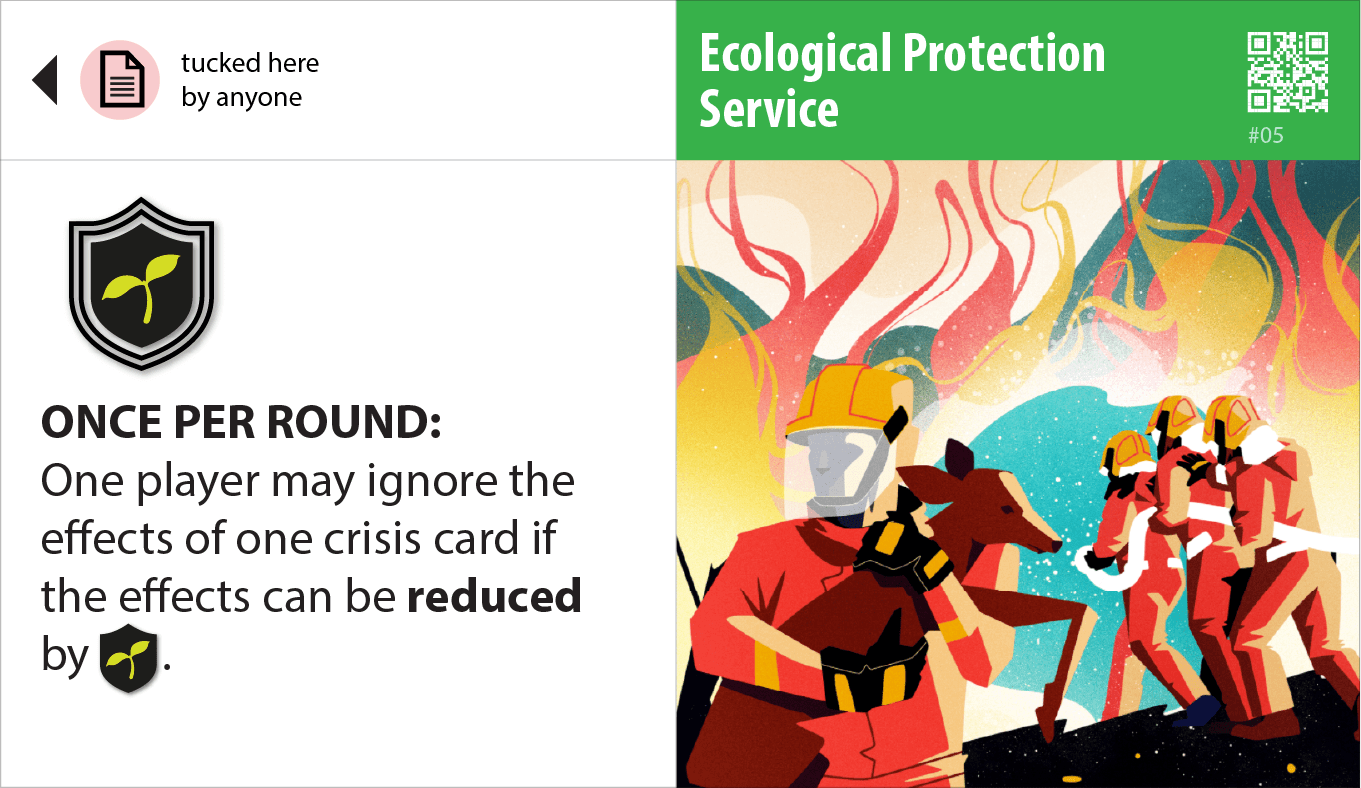 tucked here
by anyone
Ecological Protection
Service
#05
ONCE PER ROUND:
One player may ignore the
effects of one crisis card if
the effects can be reduced
by .